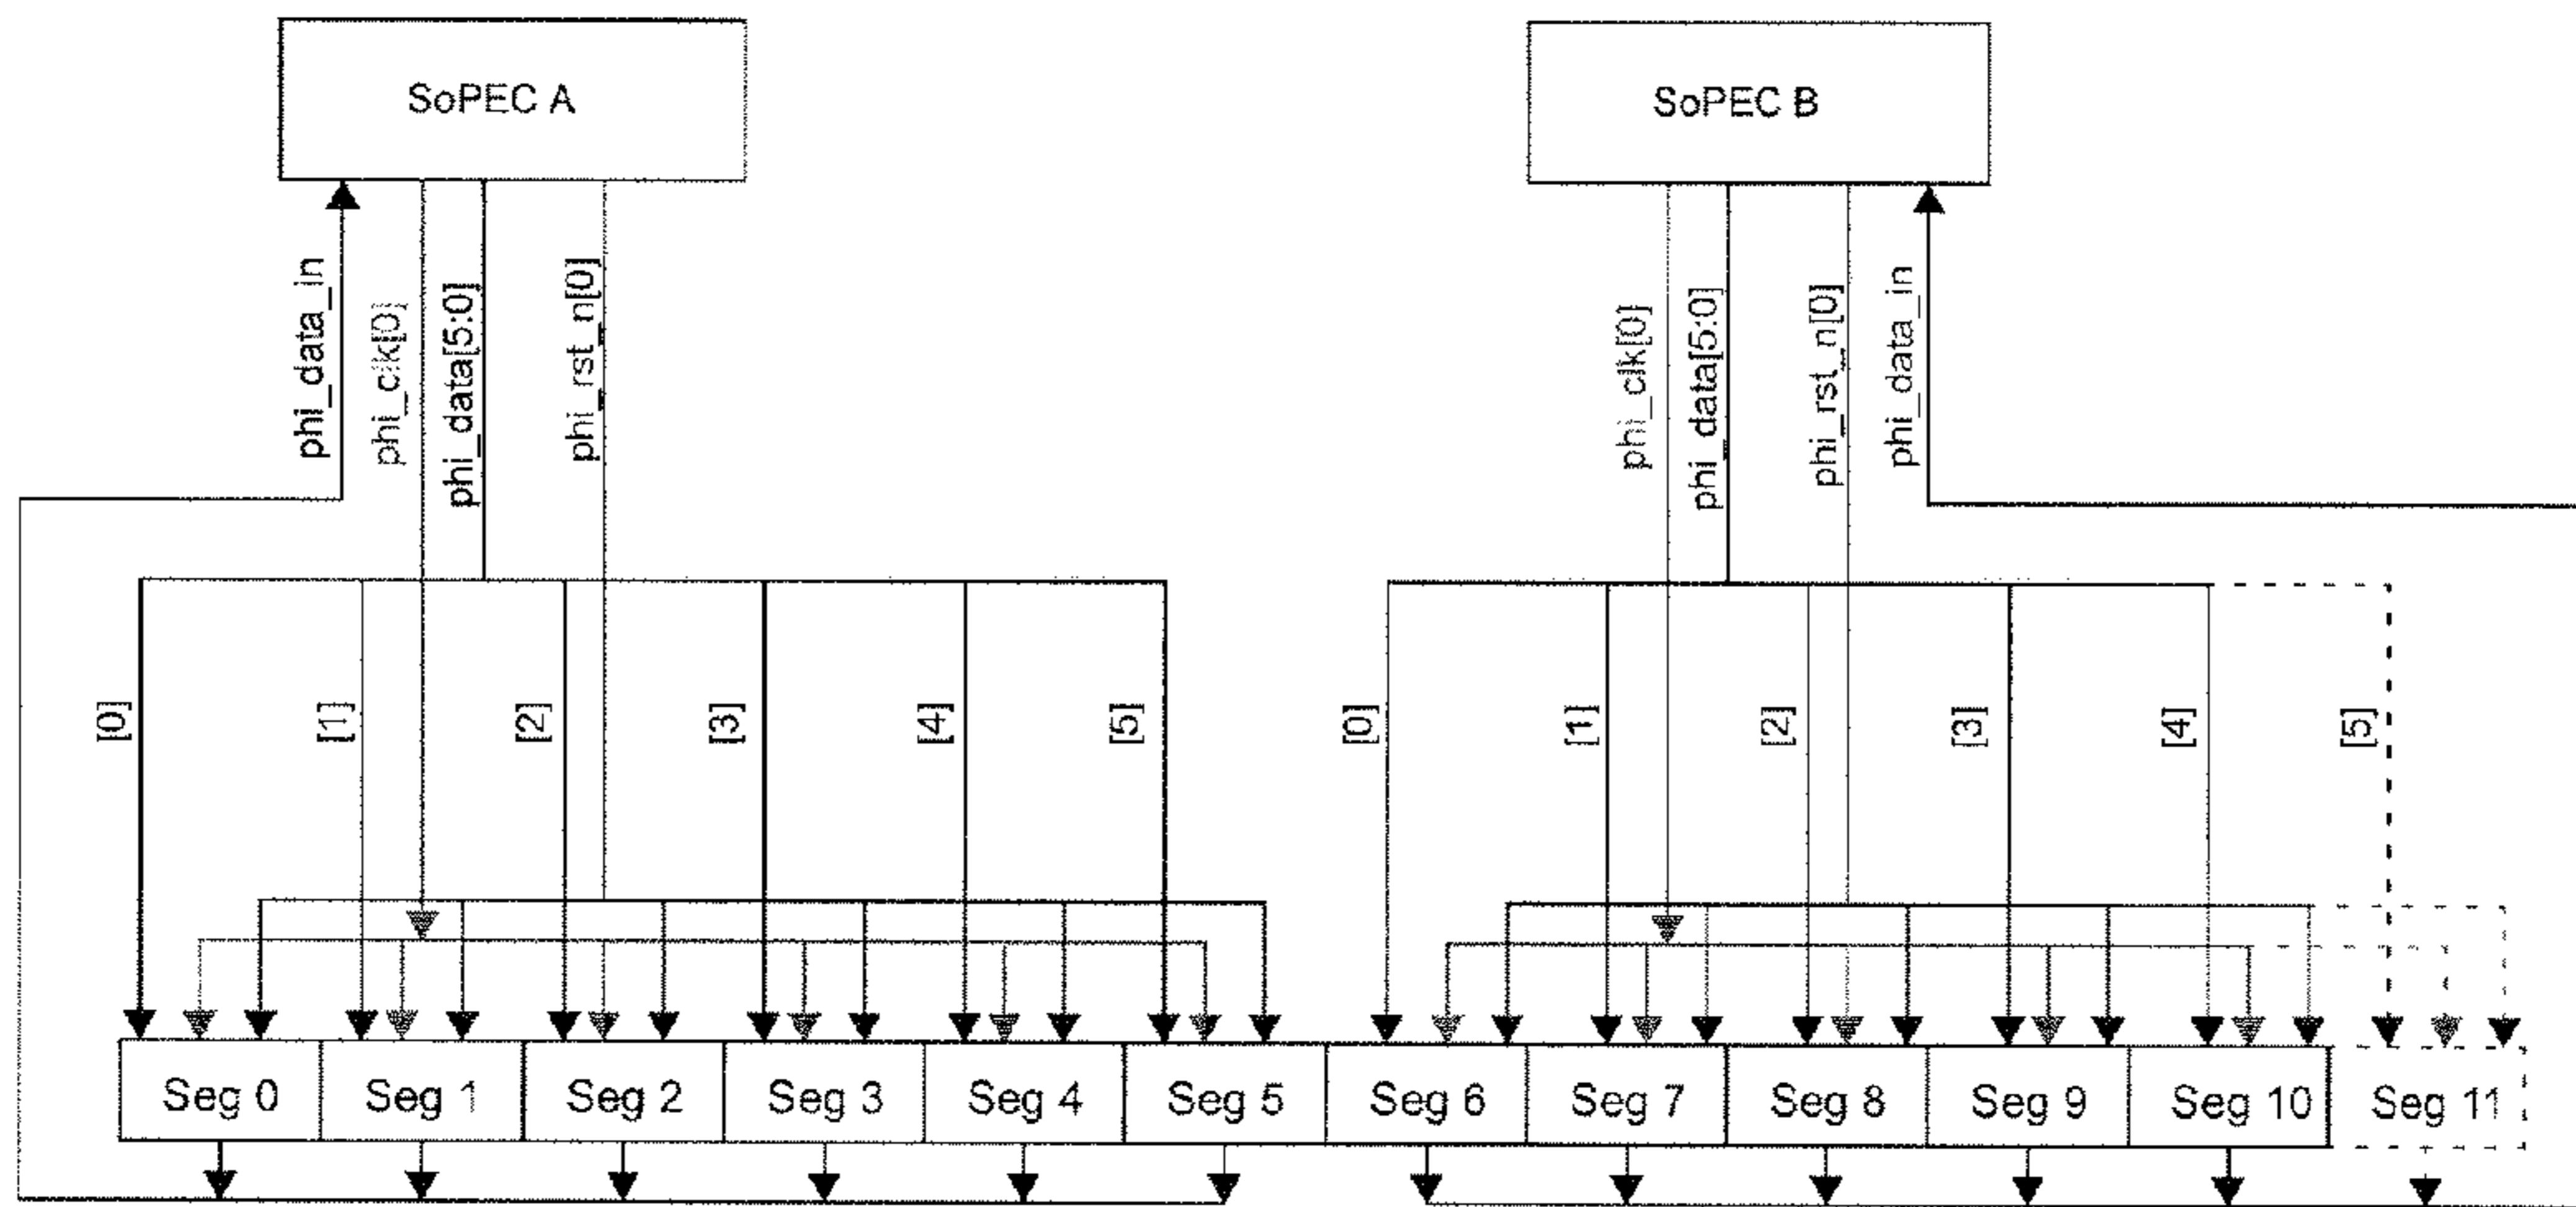 SoPEC A
SoPEC B
phi_data_in
phi_clk[0]
phi_data[5:0]
phi_rst_n[0]
phi_clk[0]
phi_data[5:0]
phi_rst_n[0]
phi_data_in
[0]
[1]
[2]
[3]
[4]
[5]
[0]
[1]
[2]
[3]
[4]
[5]
Seg 0
Seg 1
Seg 2
Seg 3
Seg 4
Seg 5
Seg 6
Seg 7
Seg 8
Seg 9
Seg 10
Seg 11